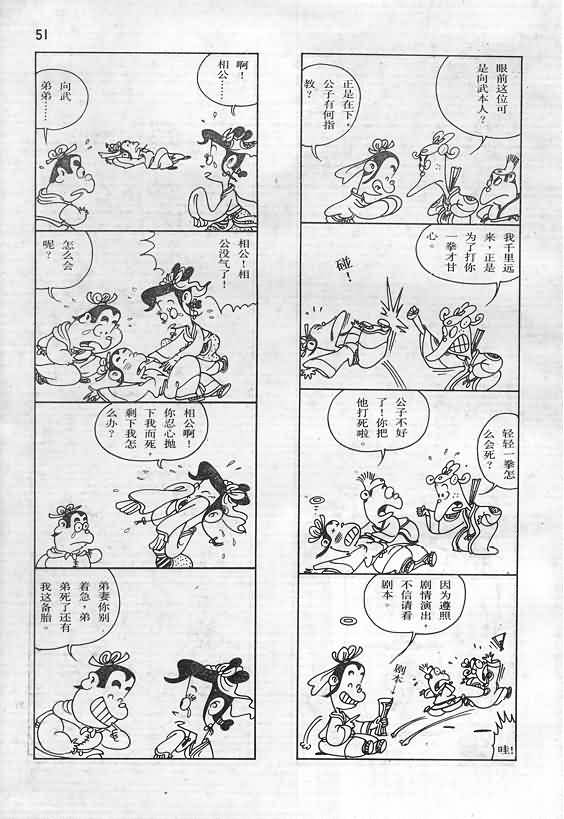 51
眼前这位可
是向武本人？
正是在下，
公子有何指
教？
我千里远
来，正是
为了打你
一拳才甘
心。
碰！
轻轻一拳怎
么会死？
公子不好
了！你把
他打死啦。
因为遵照
剧情演出，
不信请看
剧本。
剧本
哇！
啊！
相公……
向武
弟弟……
相公！相
公没气了！
怎么会
呢？
相公啊！
你忍心抛
下我而死，
剩下我怎
么办？
弟妻你别
着急，弟
弟死了还有
我这备胎。